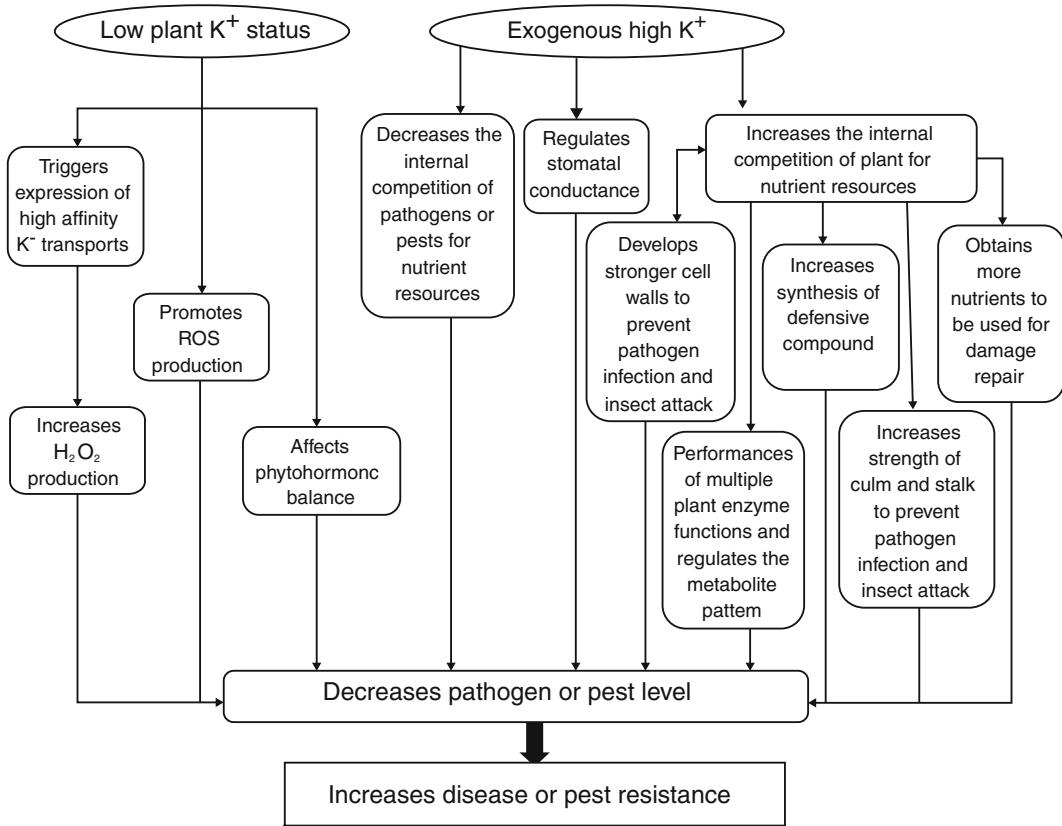 Low plant K⁺ status
Exogenous high K⁺
Triggers
expression of
high affinity
K⁻ transports
Promotes
ROS
production
Increases
H₂O₂
production
Affects
phytohormonc
balance
Decreases the
internal
competition of
pathogens or
pests for
nutrient
resources
Regulates
stomatal
conductance
Increases the internal
competition of plant for
nutrient resources
Develops
stronger cell
walls to
prevent
pathogen
infection and
insect attack
Performances
of multiple
plant enzyme
functions and
regulates the
metabolite
pattem
Increases
synthesis of
defensive
compound
Increases
strength of
culm and stalk
to prevent
pathogen
infection and
insect attack
Obtains
more
nutrients to
be used for
damage
repair
Decreases pathogen or pest level
Increases disease or pest resistance